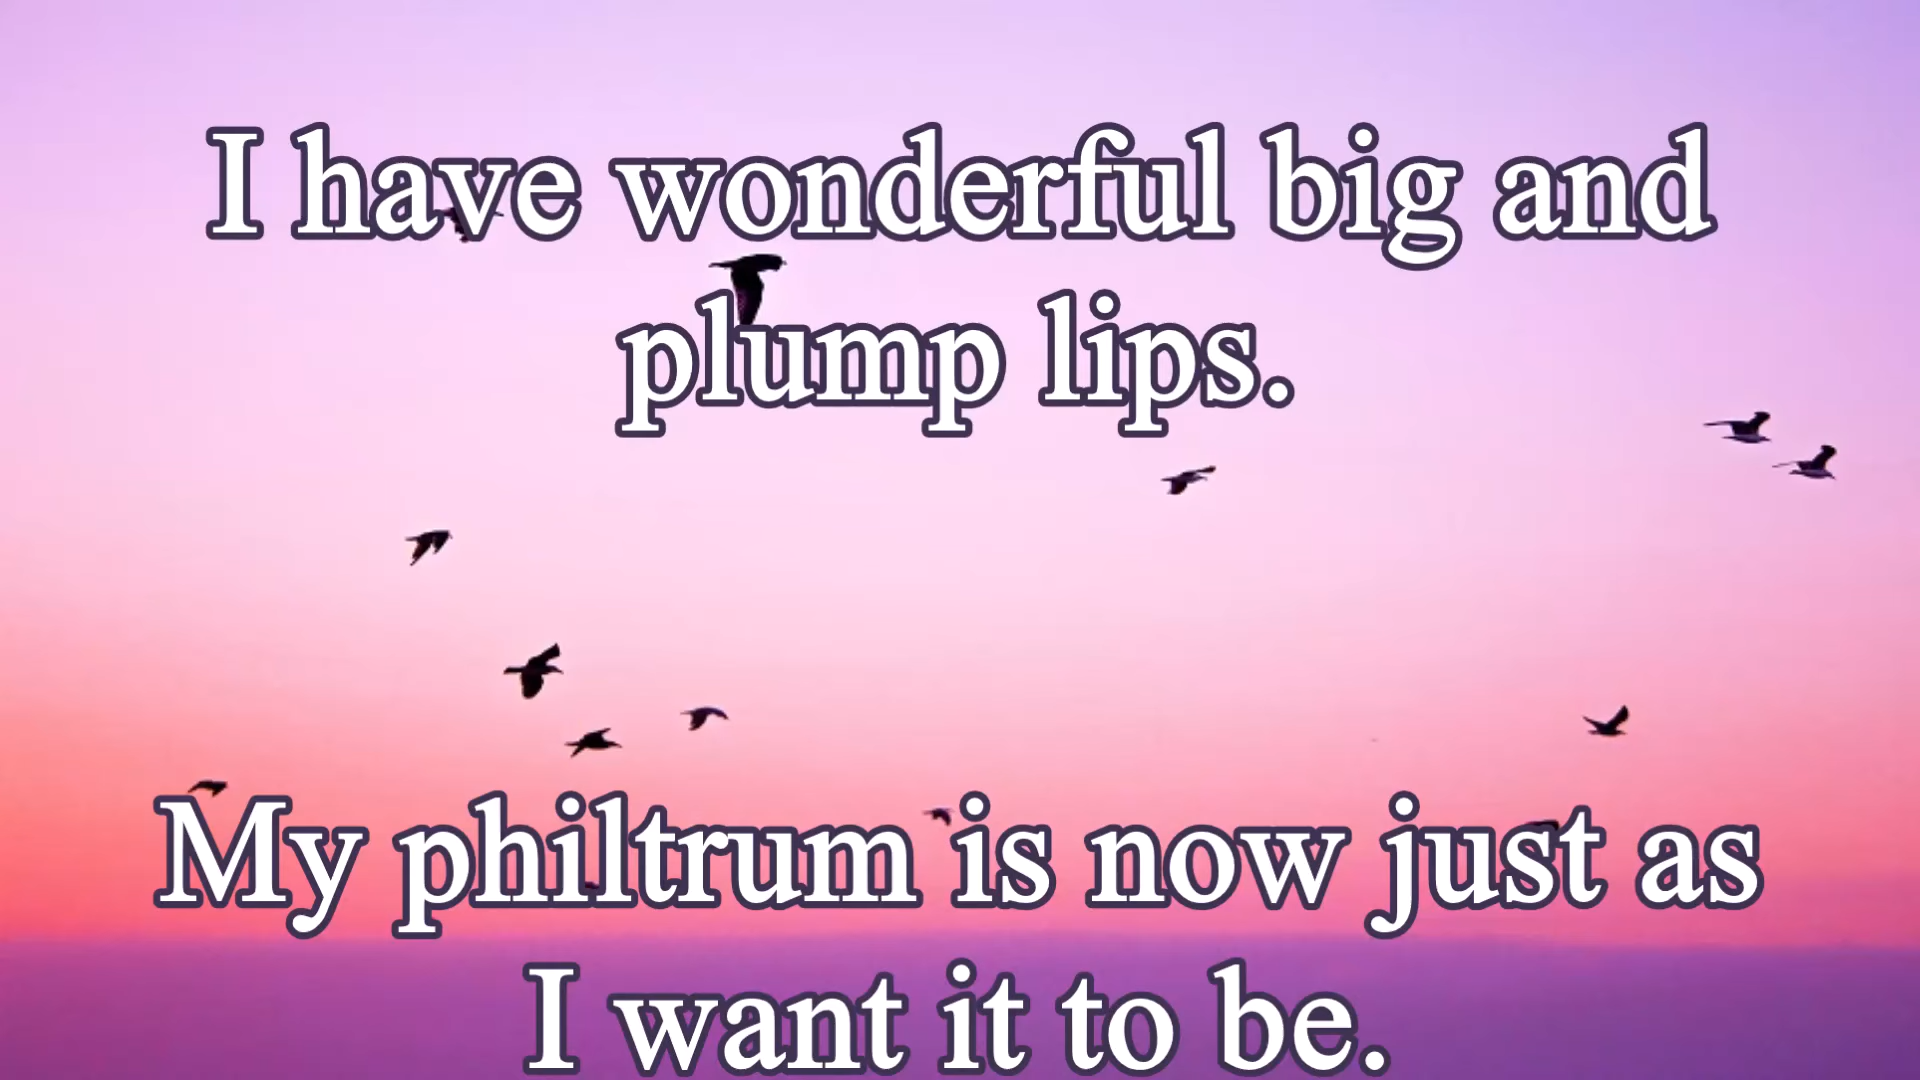 I have wonderful big and
plump lips.
My philtrum is now just as
I want it to be.